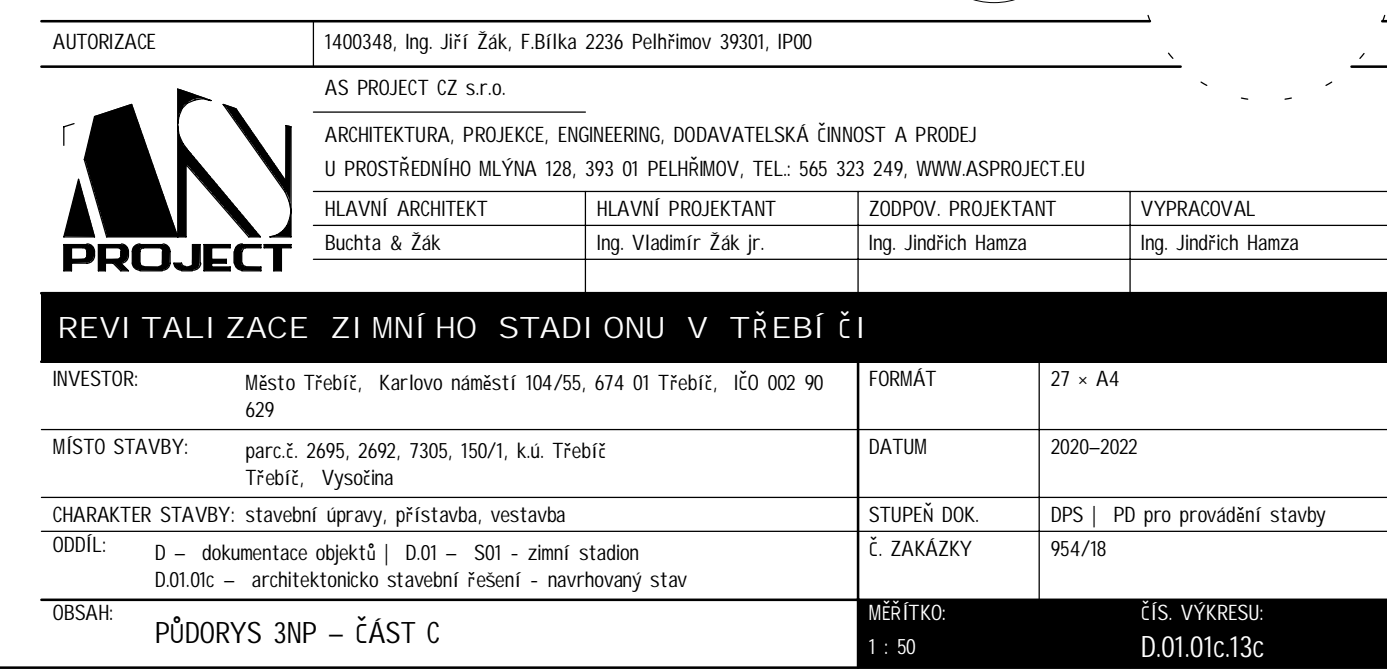 AUTORIZACE 1400348, Ing. Jiří Žák, F.Bílka 2236 Pelhřimov 39301, IP00
AS PROJECT CZ s.r.o.
ARCHITEKTURA, PROJEKCE, ENGINEERING, DODAVATELSKÁ ČINNOST A PRODEJ
U PROSTŘEDNÍHO MLÝNA 128, 393 01 PELHŘIMOV, TEL.: 565 323 249, WWW.ASPROJECT.EU
PROJECT
HLAVNÍ ARCHITEKT HLAVNÍ PROJEKTANT ZODPOV. PROJEKTANT VYPRACOVAL
Buchta & Žák Ing. Vladimír Žák jr. Ing. Jindřich Hamza Ing. Jindřich Hamza
REVITALIZACE ZIMNÍHO STADIONU V TŘEBÍČI
INVESTOR: Město Třebíč, Karlovo náměstí 104/55, 674 01 Třebíč, IČO 002 90
629
FORMÁT 27 × A4
MÍSTO STAVBY: parc.č. 2695, 2692, 7305, 150/1, k.ú. Třebíč
Třebíč, Vysočina
DATUM 2020–2022
CHARAKTER STAVBY: stavební úpravy, přístavba, vestavba
STUPEŇ DOK. DPS | PD pro provádění stavby
ODDÍL: D – dokumentace objektů | D.01 – S01 - zimní stadion
D.01.01c – architektonicko stavební řešení - navrhovaný stav
Č. ZAKÁZKY 954/18
OBSAH: PŮDORYS 3NP – ČÁST C
MĚŘÍTKO: ČÍS. VÝKRESU:
1 : 50 D.01.01c.13c